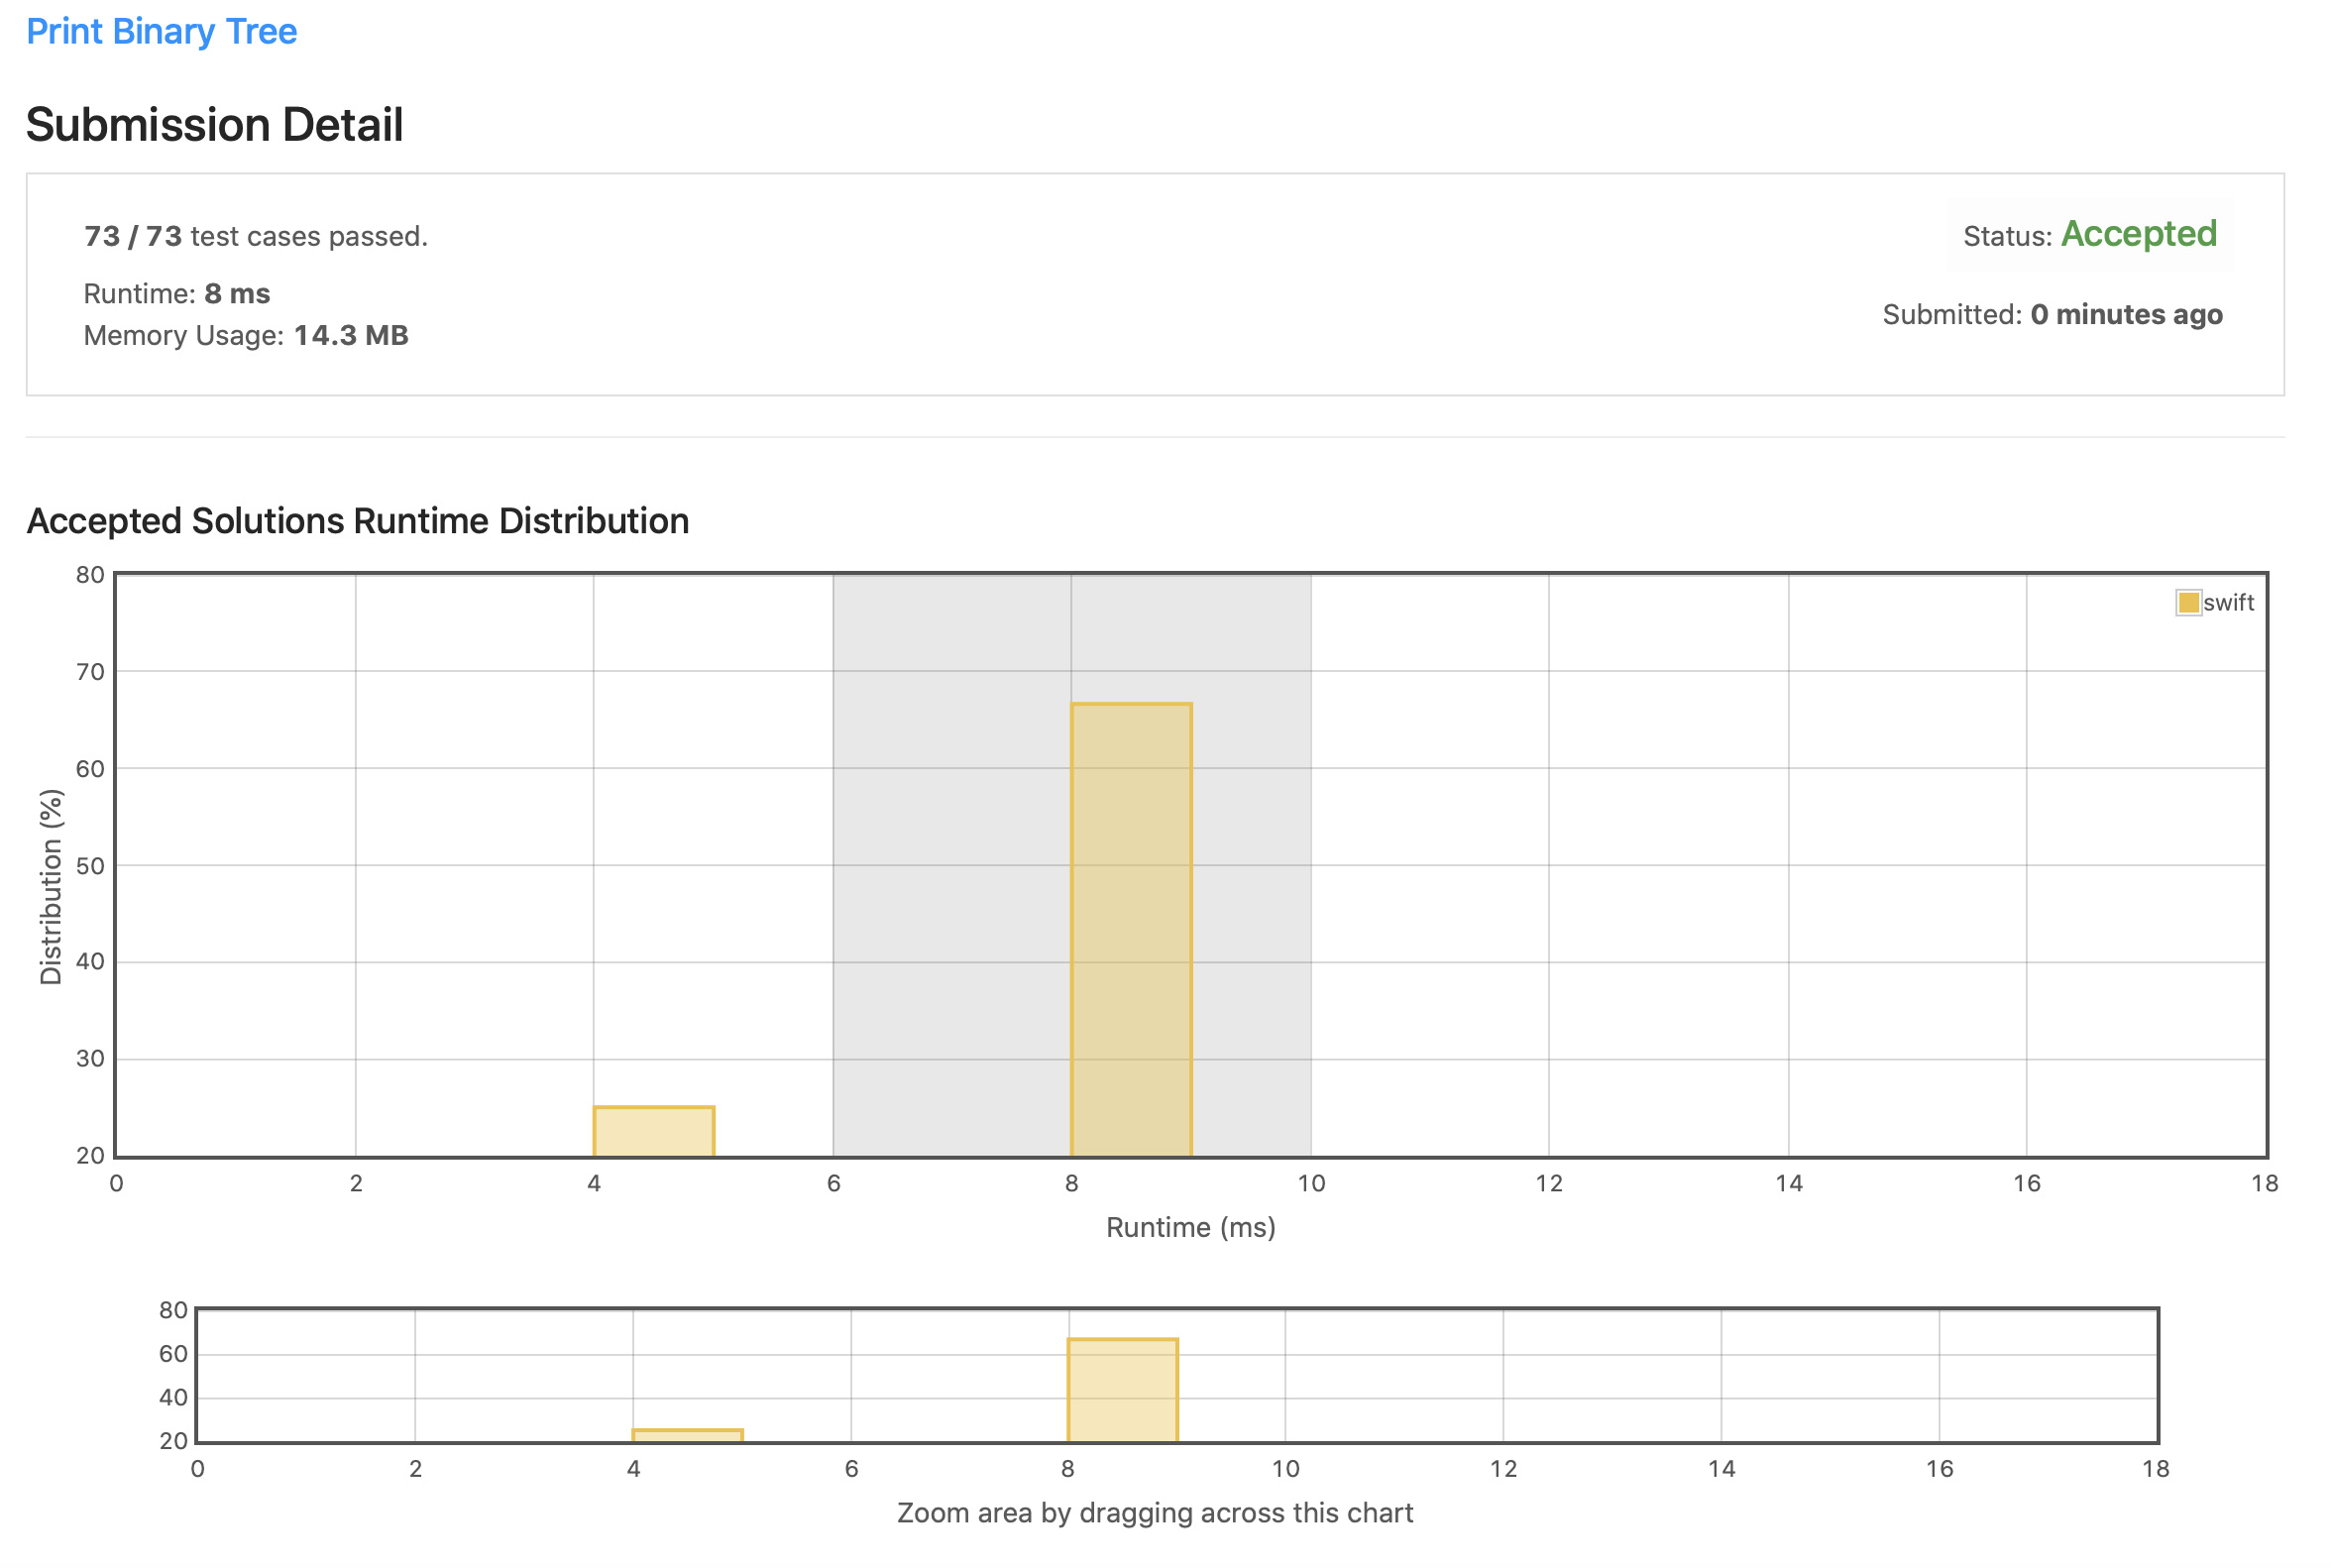 Print Binary Tree
Submission Detail
73 / 73 test cases passed.
Status: Accepted
Runtime: 8 ms
Submitted: 0 minutes ago
Memory Usage: 14.3 MB
Accepted Solutions Runtime Distribution
80
swift
70
60
50
40
30
20
Distribution (%)
0 2 4 6 8 10 12 14 16 18
Runtime (ms)
80
60
40
20
0 2 4 6 8 10 12 14 16 18
Zoom area by dragging across this chart